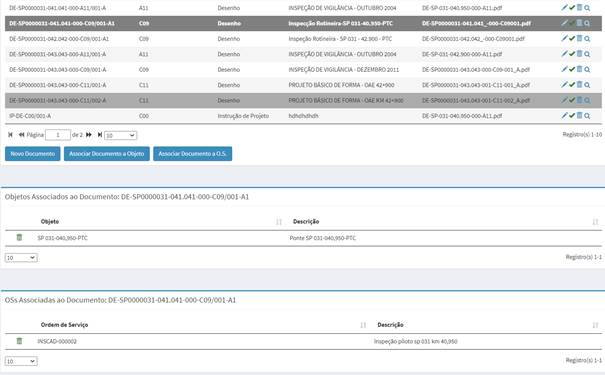 DE-SP0000031-040.940-000-A11/001-A A11 Desenho INSPEÇÃO DE VIGILÂNCIA - OUTUBRO 2004 DE-SP-031-040.950-000-A11.pdf
DE-SP0000031-041.041-000-C09/001-A1 C09 Desenho Inspeção Rotineira-SP 031-40,950-PTC DE-SP0000031-041.041_-000-C09001.pdf
DE-SP0000031-042.042-000-C09/001-A1 C09 Desenho Inspeção Rotineira - SP 031 - 42.900 - PTC DE-SP0000031-042.042_-000-C09001.pdf
DE-SP0000031-043.043-000-A11/001-A A11 Desenho INSPEÇÃO DE VIGILÂNCIA - OUTUBRO 2004 DE-SP-031-042.900-000-A11.pdf
DE-SP0000031-043.043-000-C09/001-A C09 Desenho INSPEÇÃO DE VIGILÂNCIA - DEZEMBRO 2011 DE-SP0000031-043.043-000-C09-001_A.pdf
DE-SP0000031-043.043-000-C11/001-A C11 Desenho PROJETO BÁSICO DE FORMA - OAE 42+900 DE-SP0000031-043.043-001-C11-001_A.pdf
DE-SP0000031-043.043-000-C11/002-A C11 Desenho PROJETO BÁSICO DE FORMA - OAE KM 42+900 DE-SP0000031-043.043-001-C11-002_A.pdf
IP-DE-C00/001-A C00 Instrução de Projeto hdhdhdhdh DE-SP-031-040.950-000-A11.pdf
Página 1 de 2 10 Registro(s) 1-10
Novo Documento Associar Documento a Objeto Associar Documento a O.S.
Objetos Associados ao Documento: DE-SP0000031-041.041-000-C09/001-A1
Objeto Descrição
SP 031-040,950-PTC Ponte SP 031-040,950-PTC
10 Registro(s) 1-1
OSs Associadas ao Documento: DE-SP0000031-041.041-000-C09/001-A1
Ordem de Serviço Descrição
INSCAD-000002 Inspeção piloto sp 031 km 40,950
10 Registro(s) 1-1